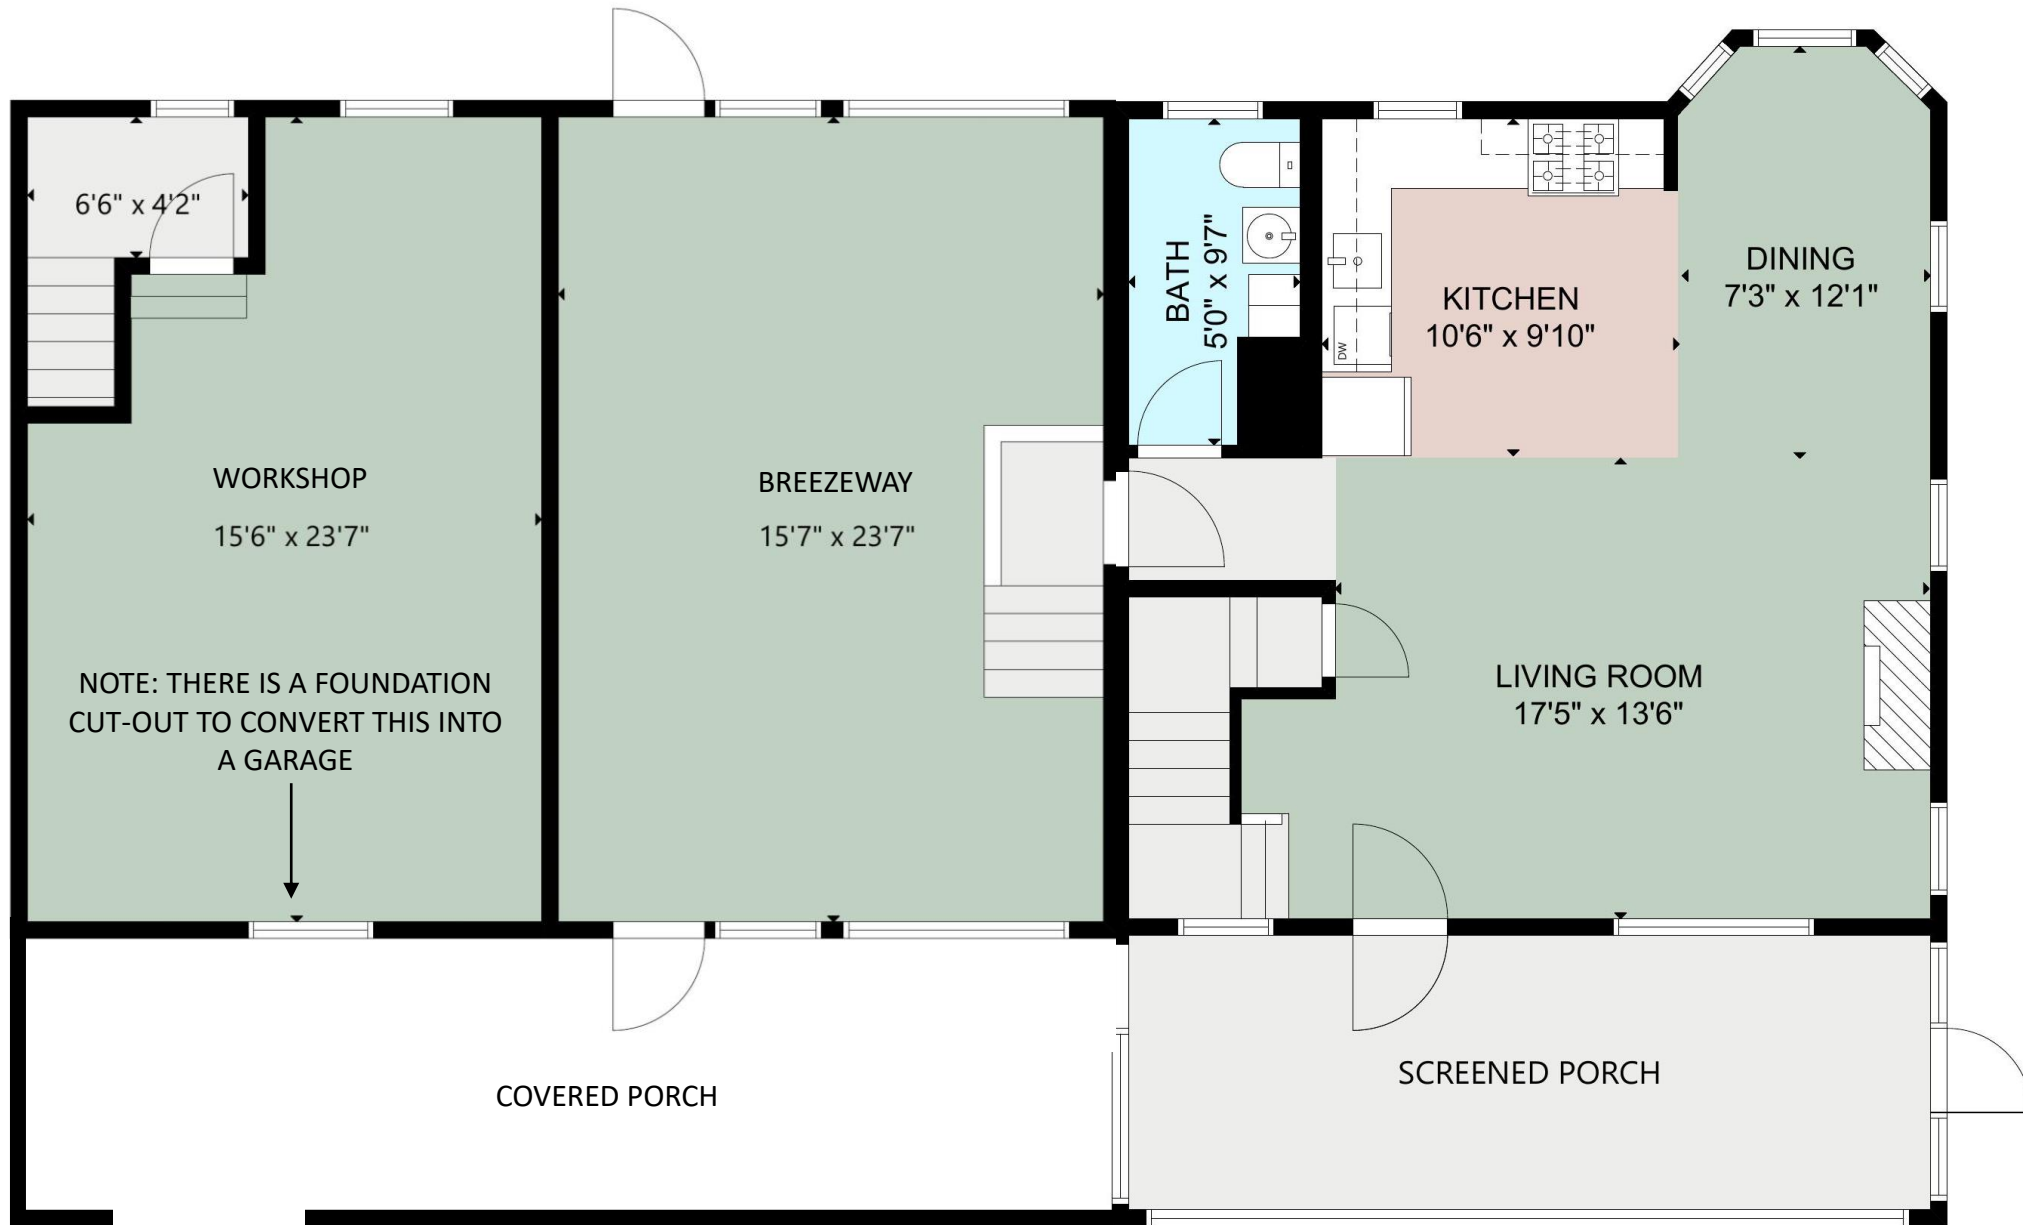 6'6" x 4'2"
WORKSHOP
15'6" x 23'7"
NOTE: THERE IS A FOUNDATION
CUT-OUT TO CONVERT THIS INTO
A GARAGE
BREEZEWAY
15'7" x 23'7"
BATH
5'0" x 9'7"
KITCHEN
10'6" x 9'10"
DW
DINING
7'3" x 12'1"
LIVING ROOM
17'5" x 13'6"
COVERED PORCH
SCREENED PORCH